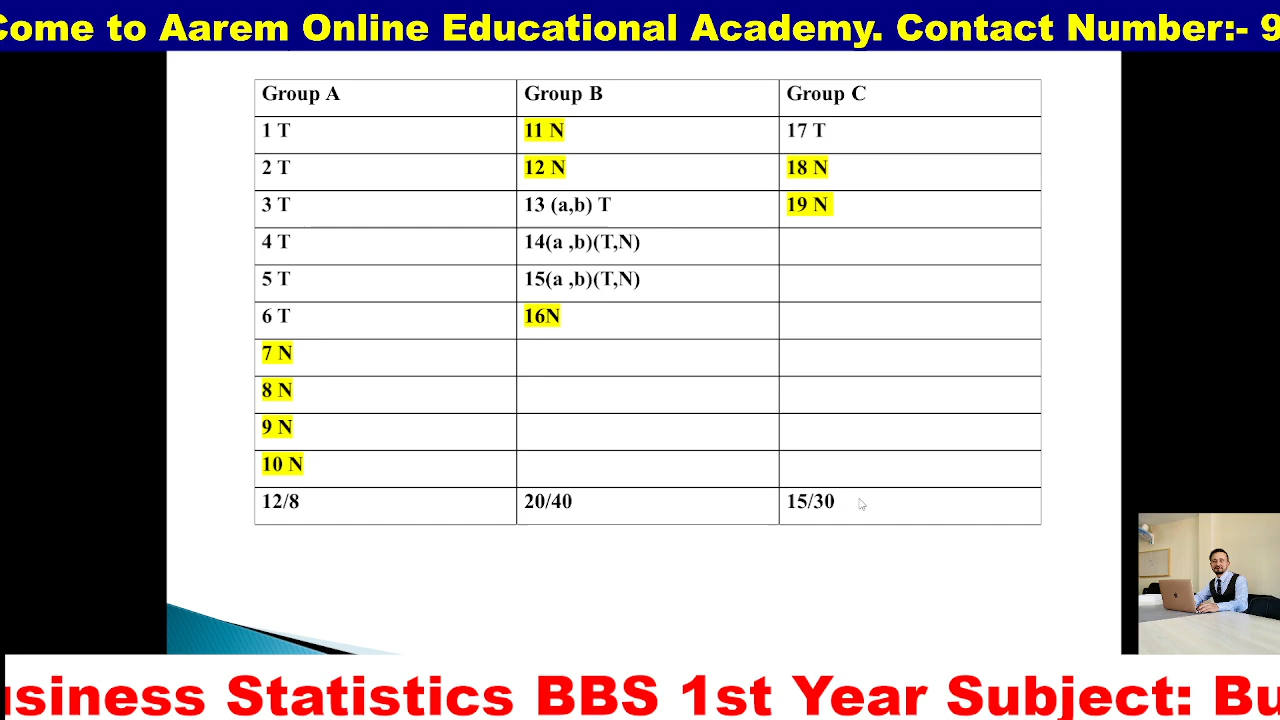 Come to Aarem Online Educational Academy. Contact Number:- 9
Group A Group B Group C
1 T 11 N 17 T
2 T 12 N 18 N
3 T 13 (a,b) T 19 N
4 T 14(a ,b)(T,N)
5 T 15(a ,b)(T,N)
6 T 16N
7 N
8 N
9 N
10 N
12/8 20/40 15/30
usiness Statistics BBS 1st Year Subject: Bu